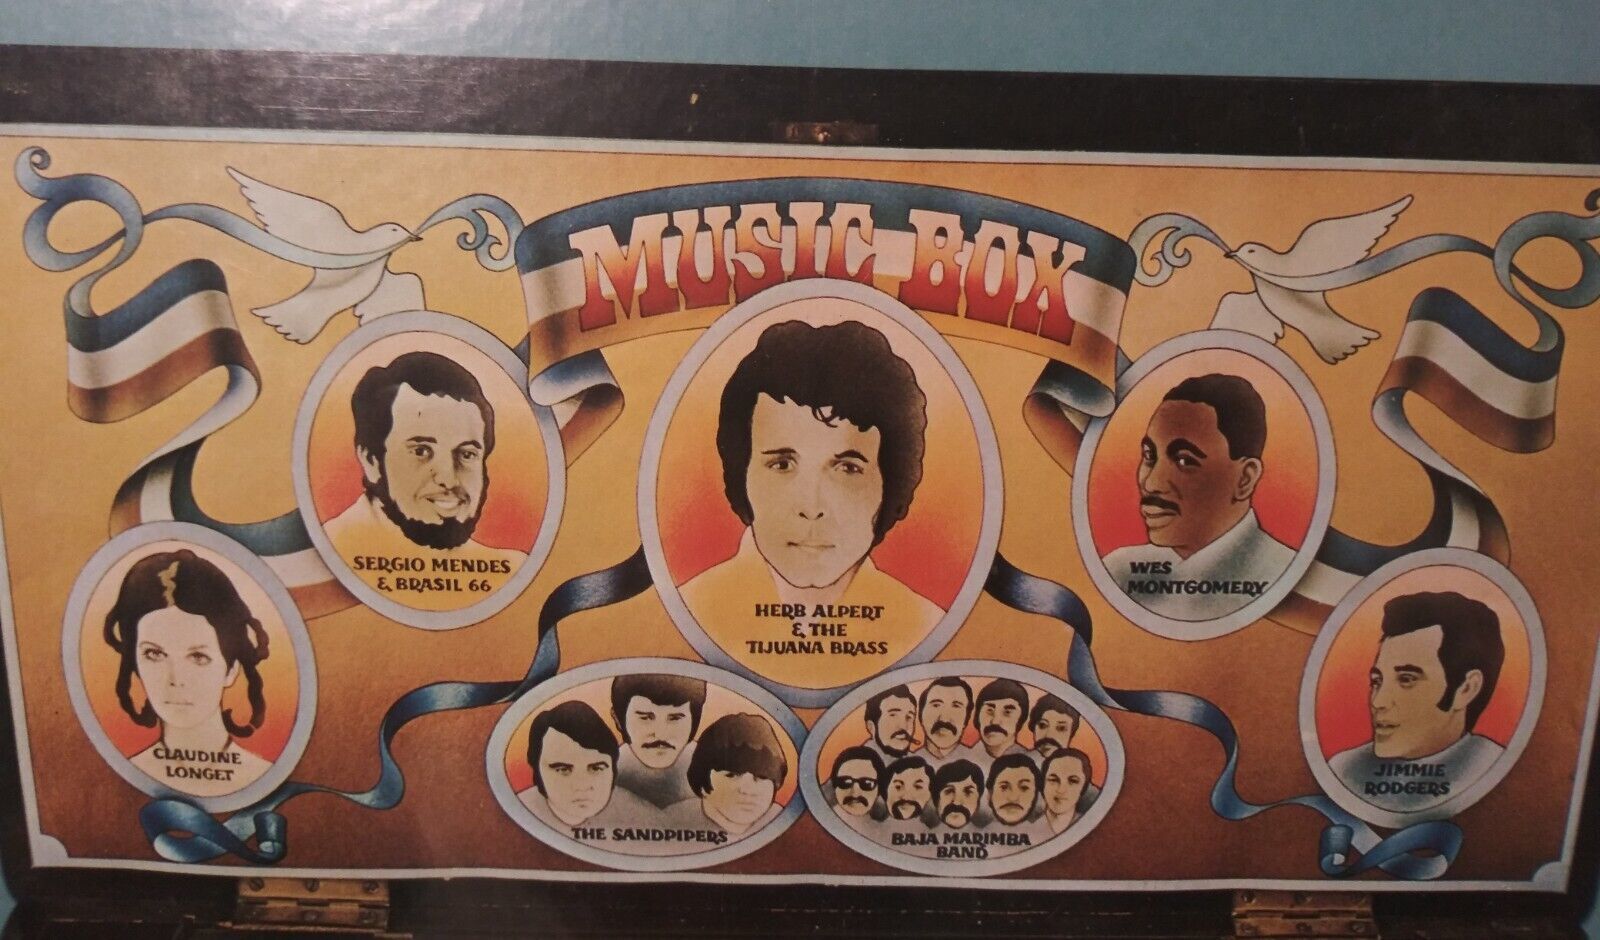 MUSIC BOX
SERGIO MENDES
& BRASIL 66
HERB ALPERT
& THE
TIJUANA BRASS
WES
MONTGOMERY
CLAUDINE
LONGET
THE SANDPIPERS
BAJA MARIMBA
BAND
JIMMIE
RODGERS